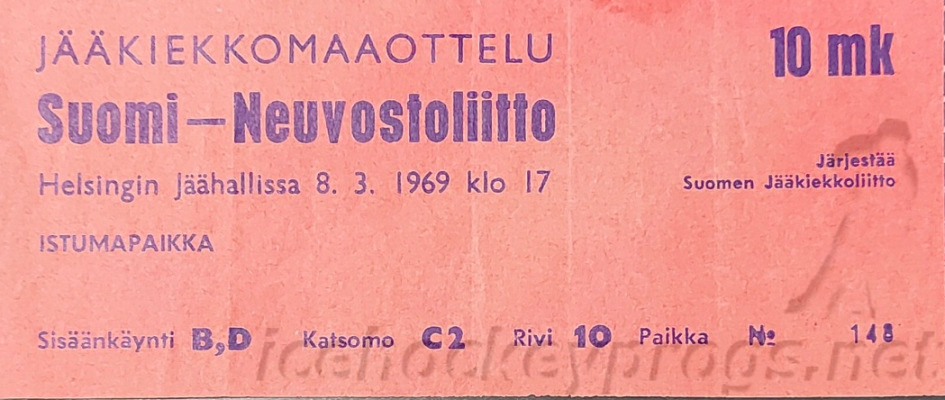 JÄÄKIEKKOMAAOTTELU
10 mk
Suomi – Neuvostoliitto
Järjestää
Suomen Jääkiekkoliitto
Helsingin Jäähallissa 8. 3. 1969 klo 17
ISTUMAPAIKKA
Sisäänkäynti B,D Katsomo C2 Rivi 10 Paikka № 148
icehockeyprogs.net